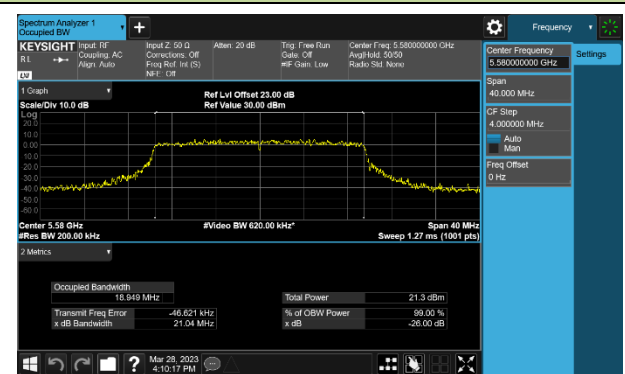 Spectrum Analyzer 1
Occupied BW
+
Frequency
KEYSIGHT
RL
LXI
Input: RF
Coupling: AC
Align: Auto
Input Z: 50 Ω
Corrections: Off
Freq Ref: Int (S)
NFE: Off
Atten: 20 dB
Trig: Free Run
Gate: Off
#IF Gain: Low
Center Freq: 5.580000000 GHz
Avg|Hold: 50/50
Radio Std: None
Center Frequency
5.580000000 GHz
Settings
Span
40.000 MHz
CF Step
4.000000 MHz
Auto
Man
Freq Offset
0 Hz
1 Graph
Scale/Div 10.0 dB
Ref Lvl Offset 23.00 dB
Ref Value 30.00 dBm
Log
20.0
10.0
0.00
-10.0
-20.0
-30.0
-40.0
-50.0
-60.0
Center 5.58 GHz
#Res BW 200.00 kHz
#Video BW 620.00 kHz*
Span 40 MHz
Sweep 1.27 ms (1001 pts)
2 Metrics
Occupied Bandwidth
18.949 MHz
Total Power 21.3 dBm
Transmit Freq Error -46.621 kHz
% of OBW Power 99.00 %
x dB Bandwidth 21.04 MHz
x dB -26.00 dB
?
Mar 28, 2023
4:10:17 PM